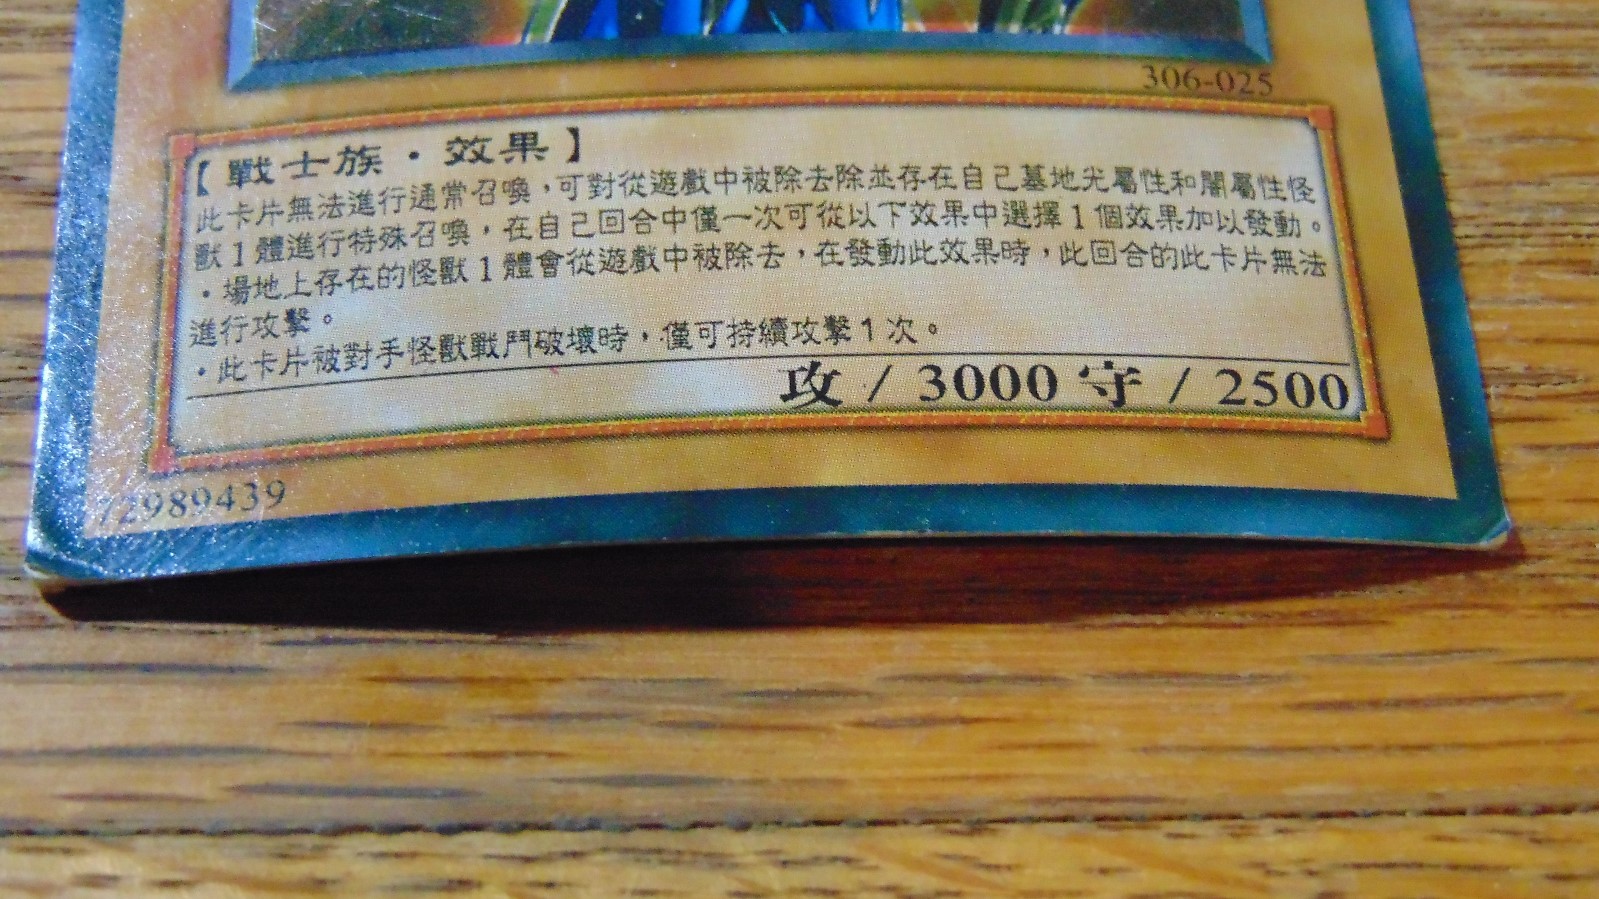 306-025
【戰士族・效果】
此卡片無法進行通常召喚，可對從遊戲中被除去除並存在自己墓地光屬性和闇屬性怪
獸1體進行特殊召喚，在自己回合中僅一次可從以下效果中選擇1個效果加以發動。
・場地上存在的怪獸1體會從遊戲中被除去，在發動此效果時，此回合的此卡片無法
進行攻擊。
・此卡片被對手怪獸戰鬥破壞時，僅可持續攻擊1次。
攻/3000 守/2500
72989439